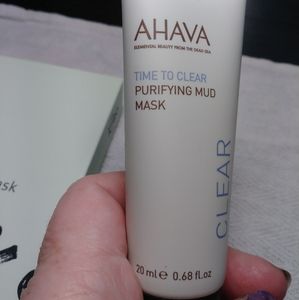 AHAVA
ELEMENTAL BEAUTY FROM THE DEAD SEA
TIME TO CLEAR
PURIFYING MUD
MASK
CLEAR
20 ml e 0.68 fl.oz
ask